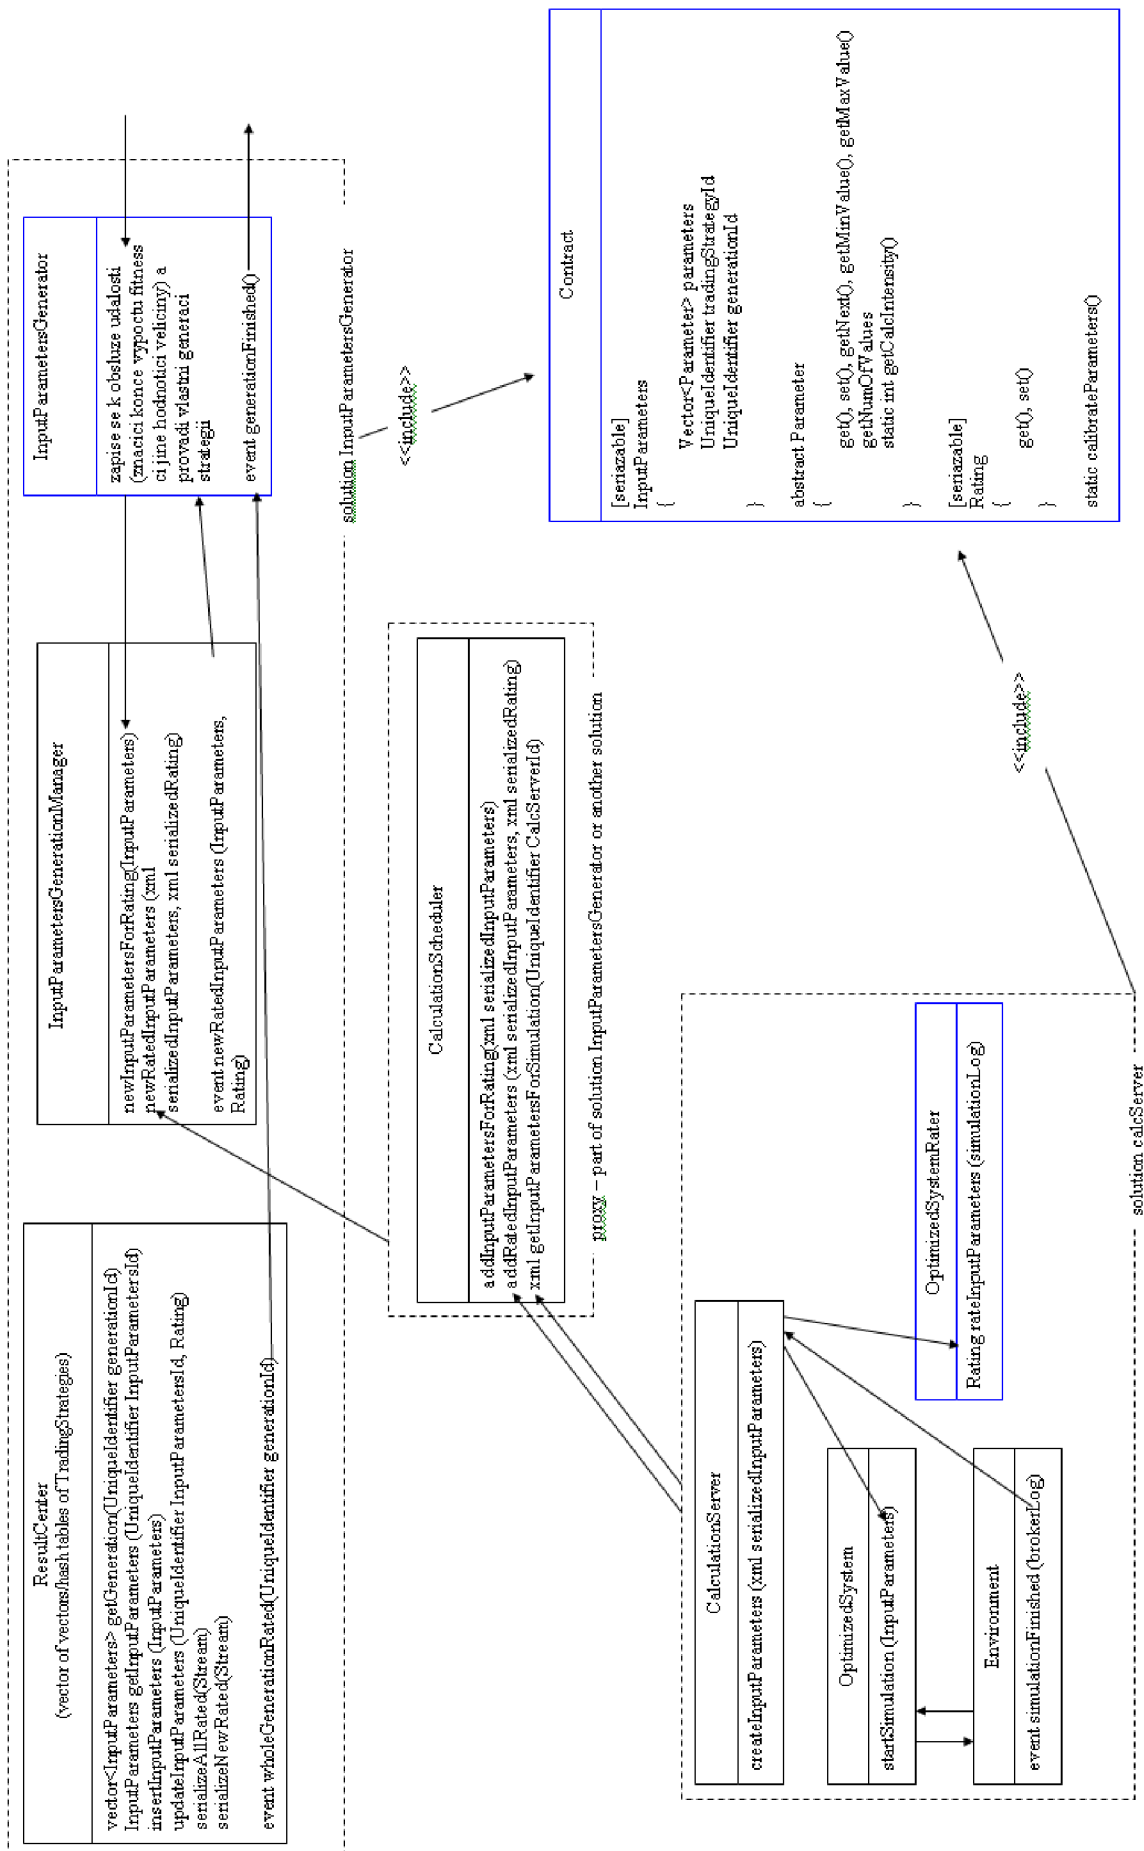 ResultCenter
(vector of vectors/hash tables of TradingStrategies)
vector<InputParameters> getGeneration(UniqueIdentifier generationId)
InputParameters getInputParameters (UniqueIdentifier InputParametersId)
insertInputParameters (InputParameters)
updateInputParameters (UniqueIdentifier InputParametersId, Rating)
serializeAllRated(Stream)
serializeNewRated(Stream)
event wholeGenerationRated(UniqueIdentifier generationId)
InputParametersGenerationManager
newInputParametersForRating(InputParameters)
newRatedInputParameters (xml
serializedInputParameters, xml serializedRating)
event newRatedInputParameters (InputParameters,
Rating)
InputParametersGenerator
zapise se k obsluze udalosti
(znacici konce vypoctu fitness
ci jine hodnotici veliciny) a
provadi vlastni generaci
strategii
event generationFinished()
solution InputParametersGenerator
<<include>>
CalculationScheduler
addInputParametersForRating(xml serializedInputParameters)
addRatedInputParameters (xml serializedInputParameters, xml serializedRating)
xml getInputParametersForSimulation(UniqueIdentifier CalcServerId)
proxy – part of solution InputParametersGenerator or another solution
Contract
[seriazable]
InputParameters
{
Vector<Parameter> parameters
UniqueIdentifier tradingStrategyId
UniqueIdentifier generationId
}
abstract Parameter
{
get(), set(), getNext(), getMinValue(), getMaxValue()
getNumOfValues
static int getCalcIntensity()
}
[seriazable]
Rating
{
get(), set()
}
static calibrateParameters()
<<include>>
CalculationServer
createInputParameters (xml serializedInputParameters)
OptimizedSystem
startSimulation (InputParameters)
Environment
event simulationFinished (brokerLog)
OptimizedSystemRater
Rating rateInputParameters (simulationLog)
solution calcServer